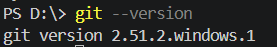 PS D:\> git --version
git version 2.51.2.windows.1